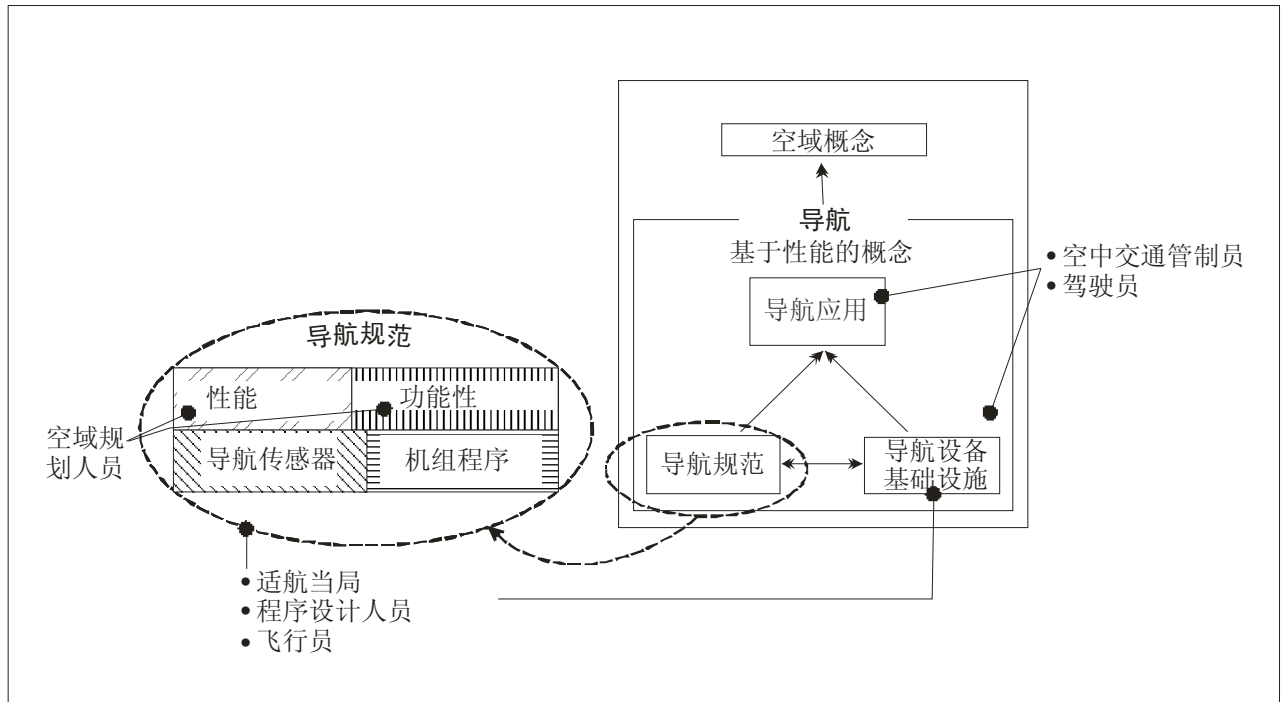 空域概念
导航
基于性能的概念
导航应用
• 空中交通管制员
• 驾驶员
导航规范
性能
功能性
导航传感器
机组程序
空域规
划人员
导航规范
导航设备
基础设施
• 适航当局
• 程序设计人员
• 飞行员